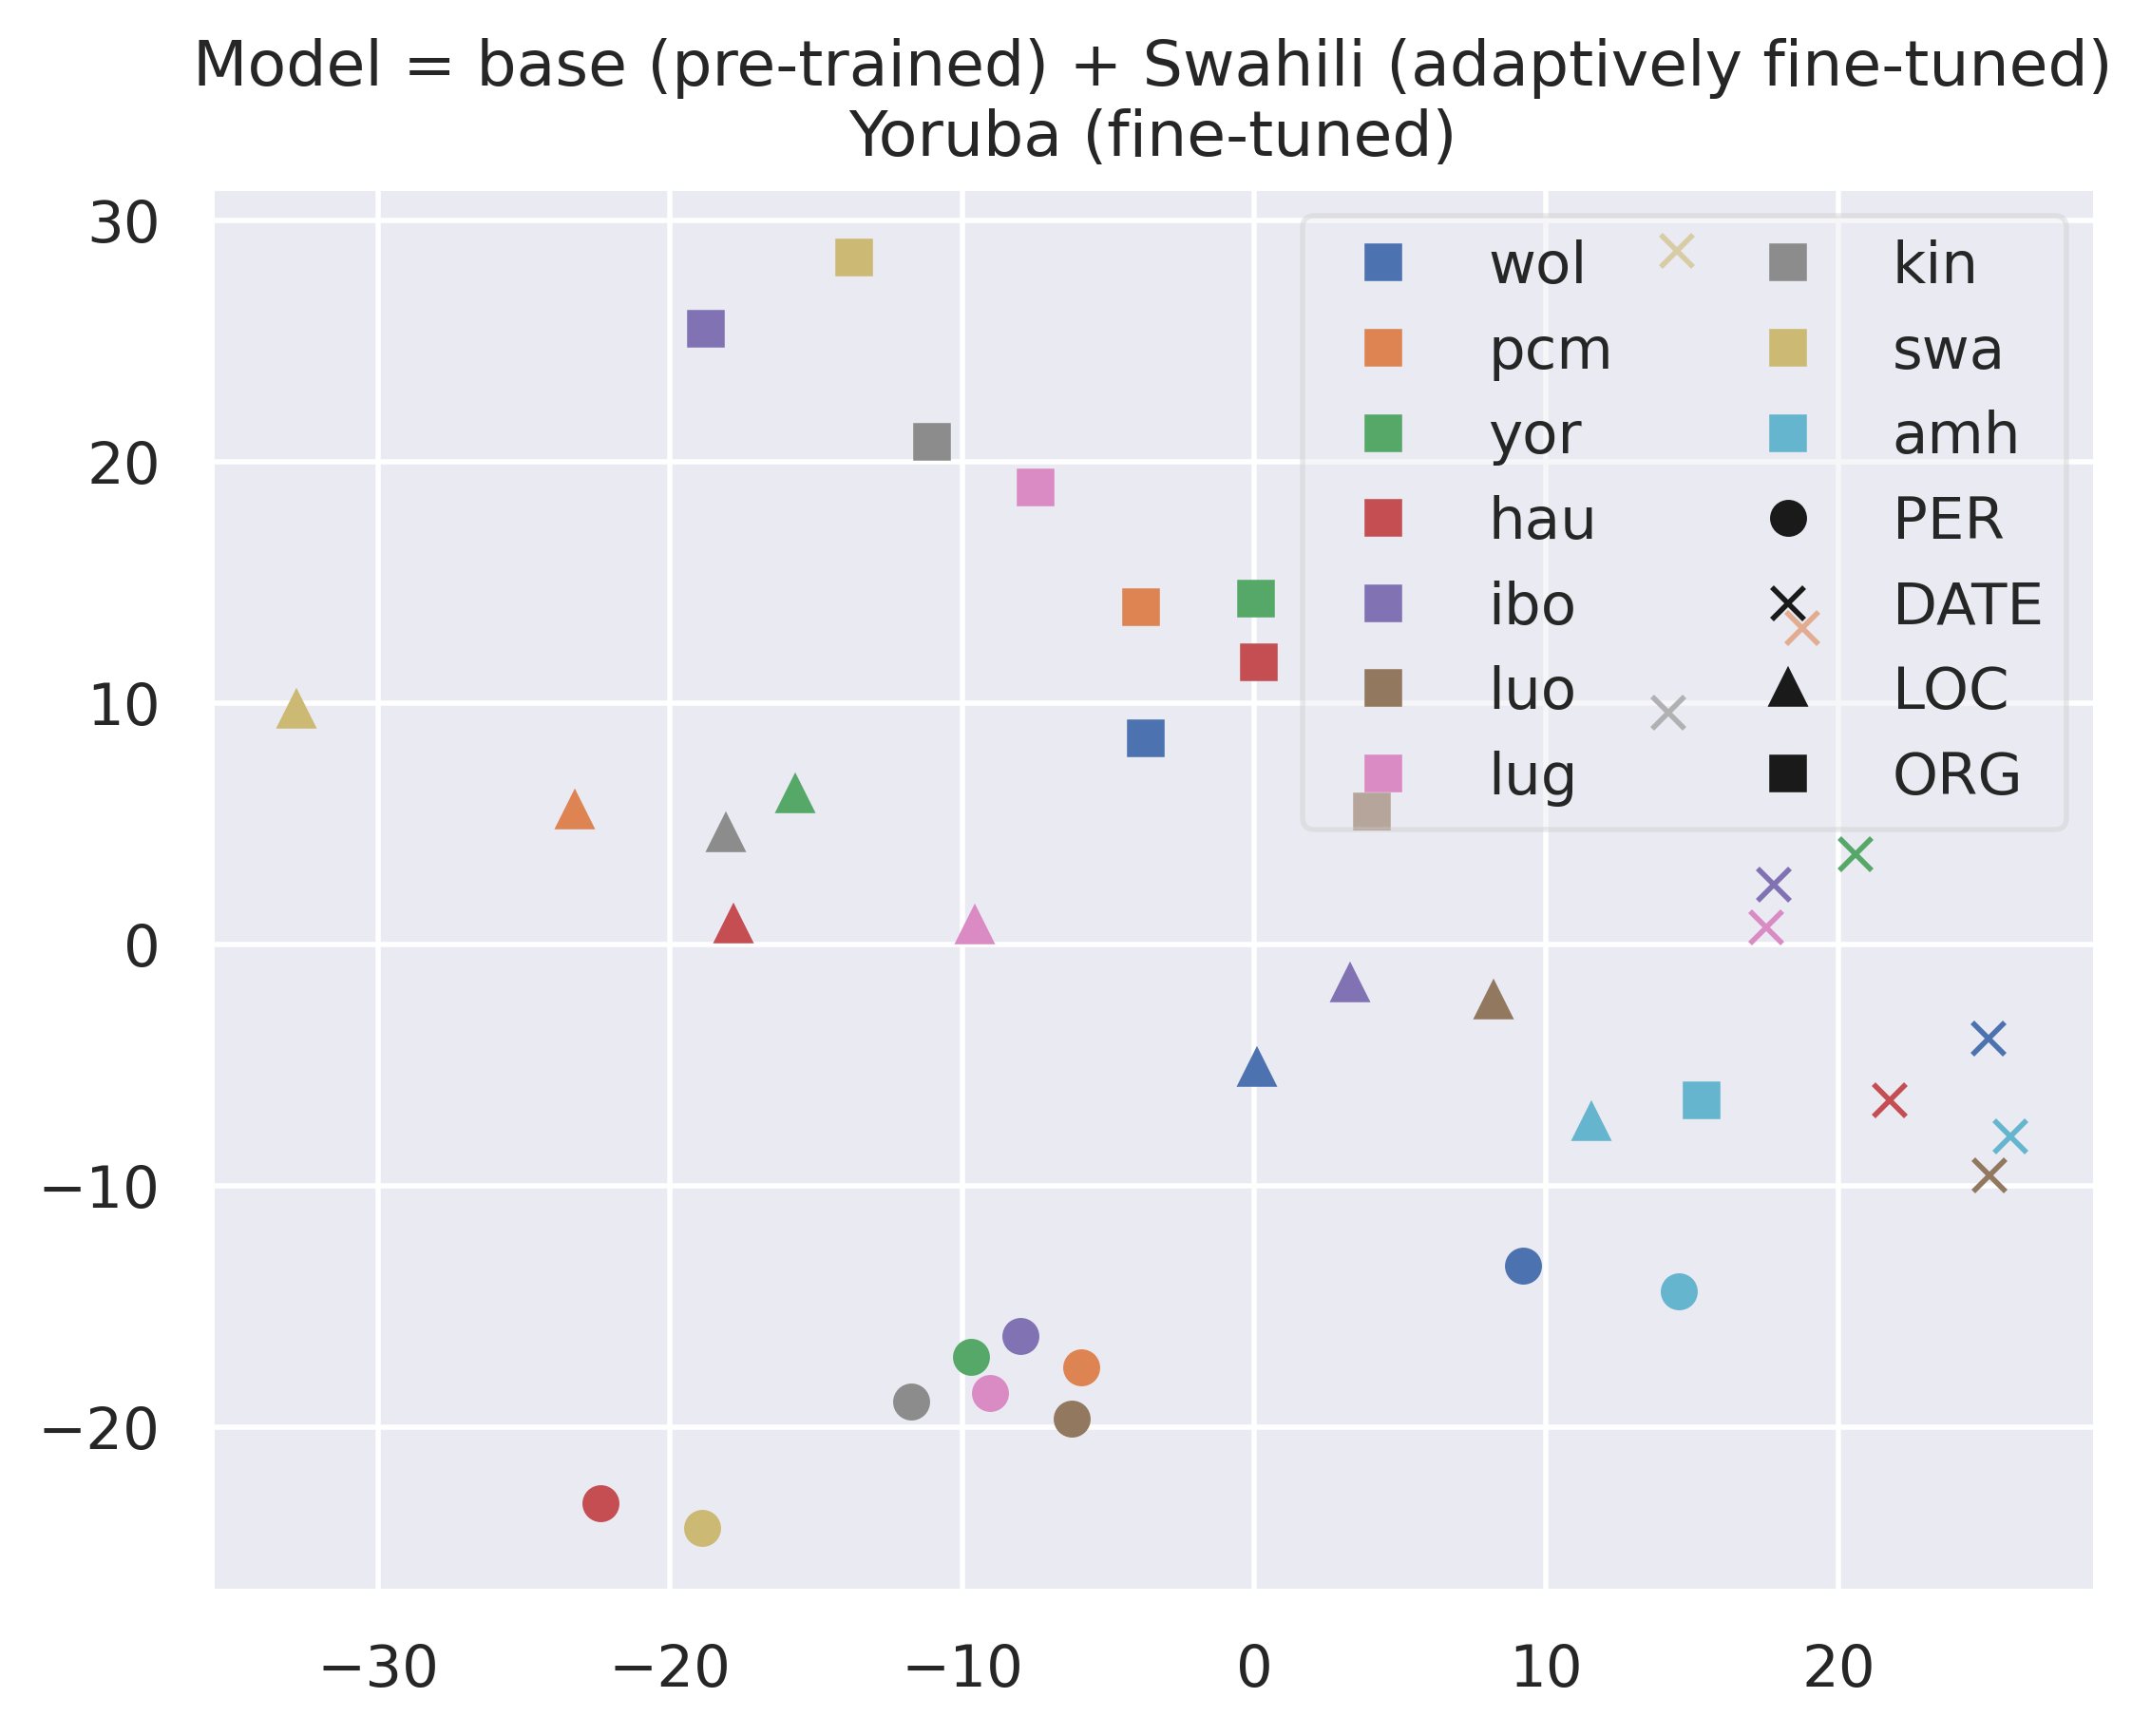 Model = base (pre-trained) + Swahili (adaptively fine-tuned)
Yoruba (fine-tuned)
30
20
10
0
−10
−20
wol
pcm
yor
hau
ibo
luo
lug
kin
swa
amh
PER
DATE
LOC
ORG
−30
−20
−10
0
10
20